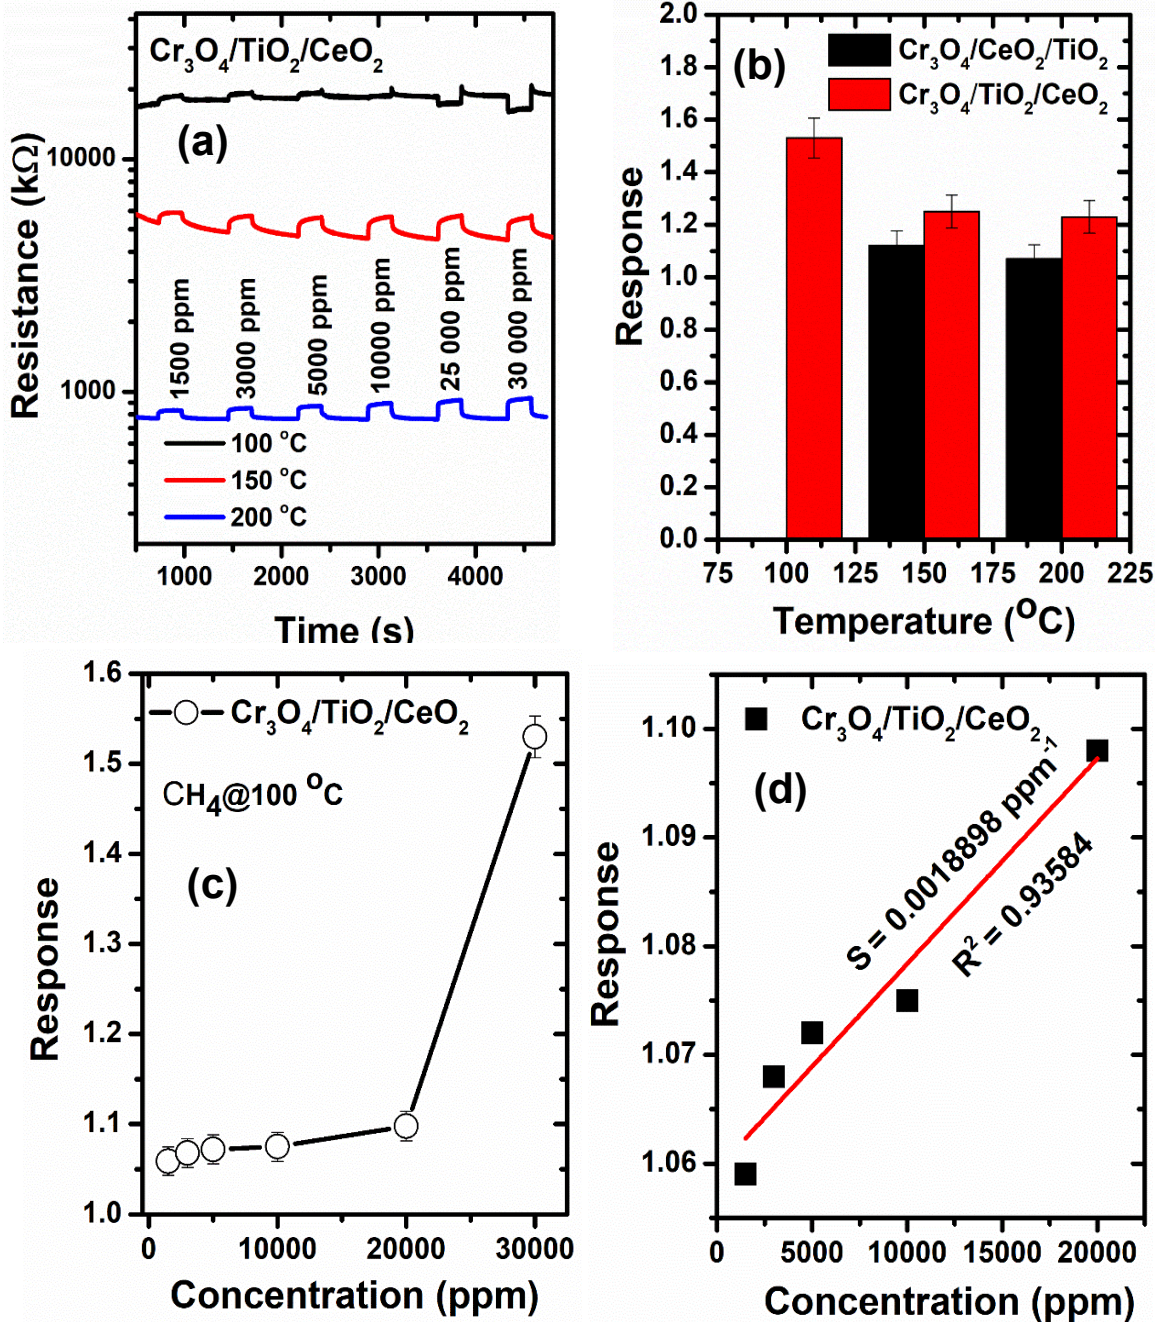 Cr₃O₄/TiO₂/CeO₂
(a)
Resistance (kΩ)
10000
1000
1500 ppm
3000 ppm
5000 ppm
10000 ppm
25 000 ppm
30 000 ppm
100 °C
150 °C
200 °C
1000 2000 3000 4000
Time (s)
(b)
Cr₃O₄/CeO₂/TiO₂
Cr₃O₄/TiO₂/CeO₂
Response
2.0
1.8
1.6
1.4
1.2
1.0
0.8
0.6
0.4
0.2
0.0
75 100 125 150 175 200 225
Temperature (°C)
Cr₃O₄/TiO₂/CeO₂
CH₄@100 °C
(c)
Response
1.6
1.5
1.4
1.3
1.2
1.1
1.0
0 10000 20000 30000
Concentration (ppm)
Cr₃O₄/TiO₂/CeO₂
(d)
S = 0.0018898 ppm⁻¹
R² = 0.93584
Response
1.10
1.09
1.08
1.07
1.06
0 5000 10000 15000 20000
Concentration (ppm)